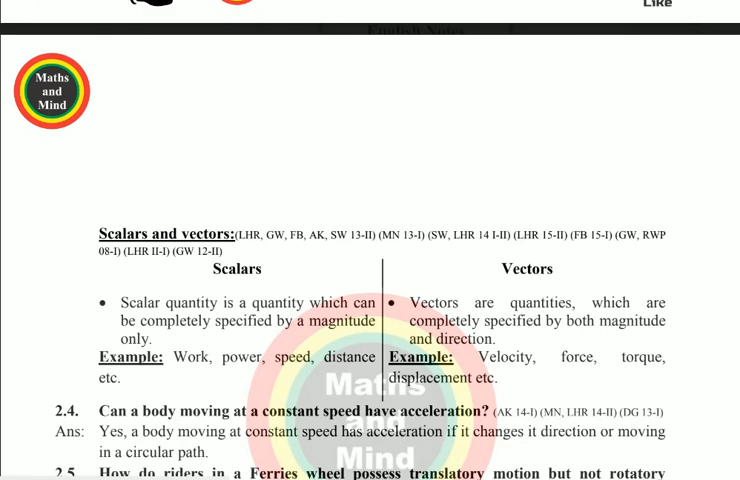 Like
English Notes
Maths
and
Mind
Scalars and vectors:(LHR, GW, FB, AK, SW 13-II) (MN 13-I) (SW, LHR 14 I-II) (LHR 15-II) (FB 15-I) (GW, RWP
08-I) (LHR II-I) (GW 12-II)
Scalars
• Scalar quantity is a quantity which can
be completely specified by a magnitude
only.
Example: Work, power, speed, distance
etc.
Vectors
• Vectors are quantities, which are
completely specified by both magnitude
and direction.
Example: Velocity, force, torque,
displacement etc.
Maths
and
Mind
2.4. Can a body moving at a constant speed have acceleration? (AK 14-I) (MN, LHR 14-II) (DG 13-I)
Ans: Yes, a body moving at constant speed has acceleration if it changes it direction or moving
in a circular path.
2.5 How do riders in a Ferries wheel possess translatory motion but not rotatory